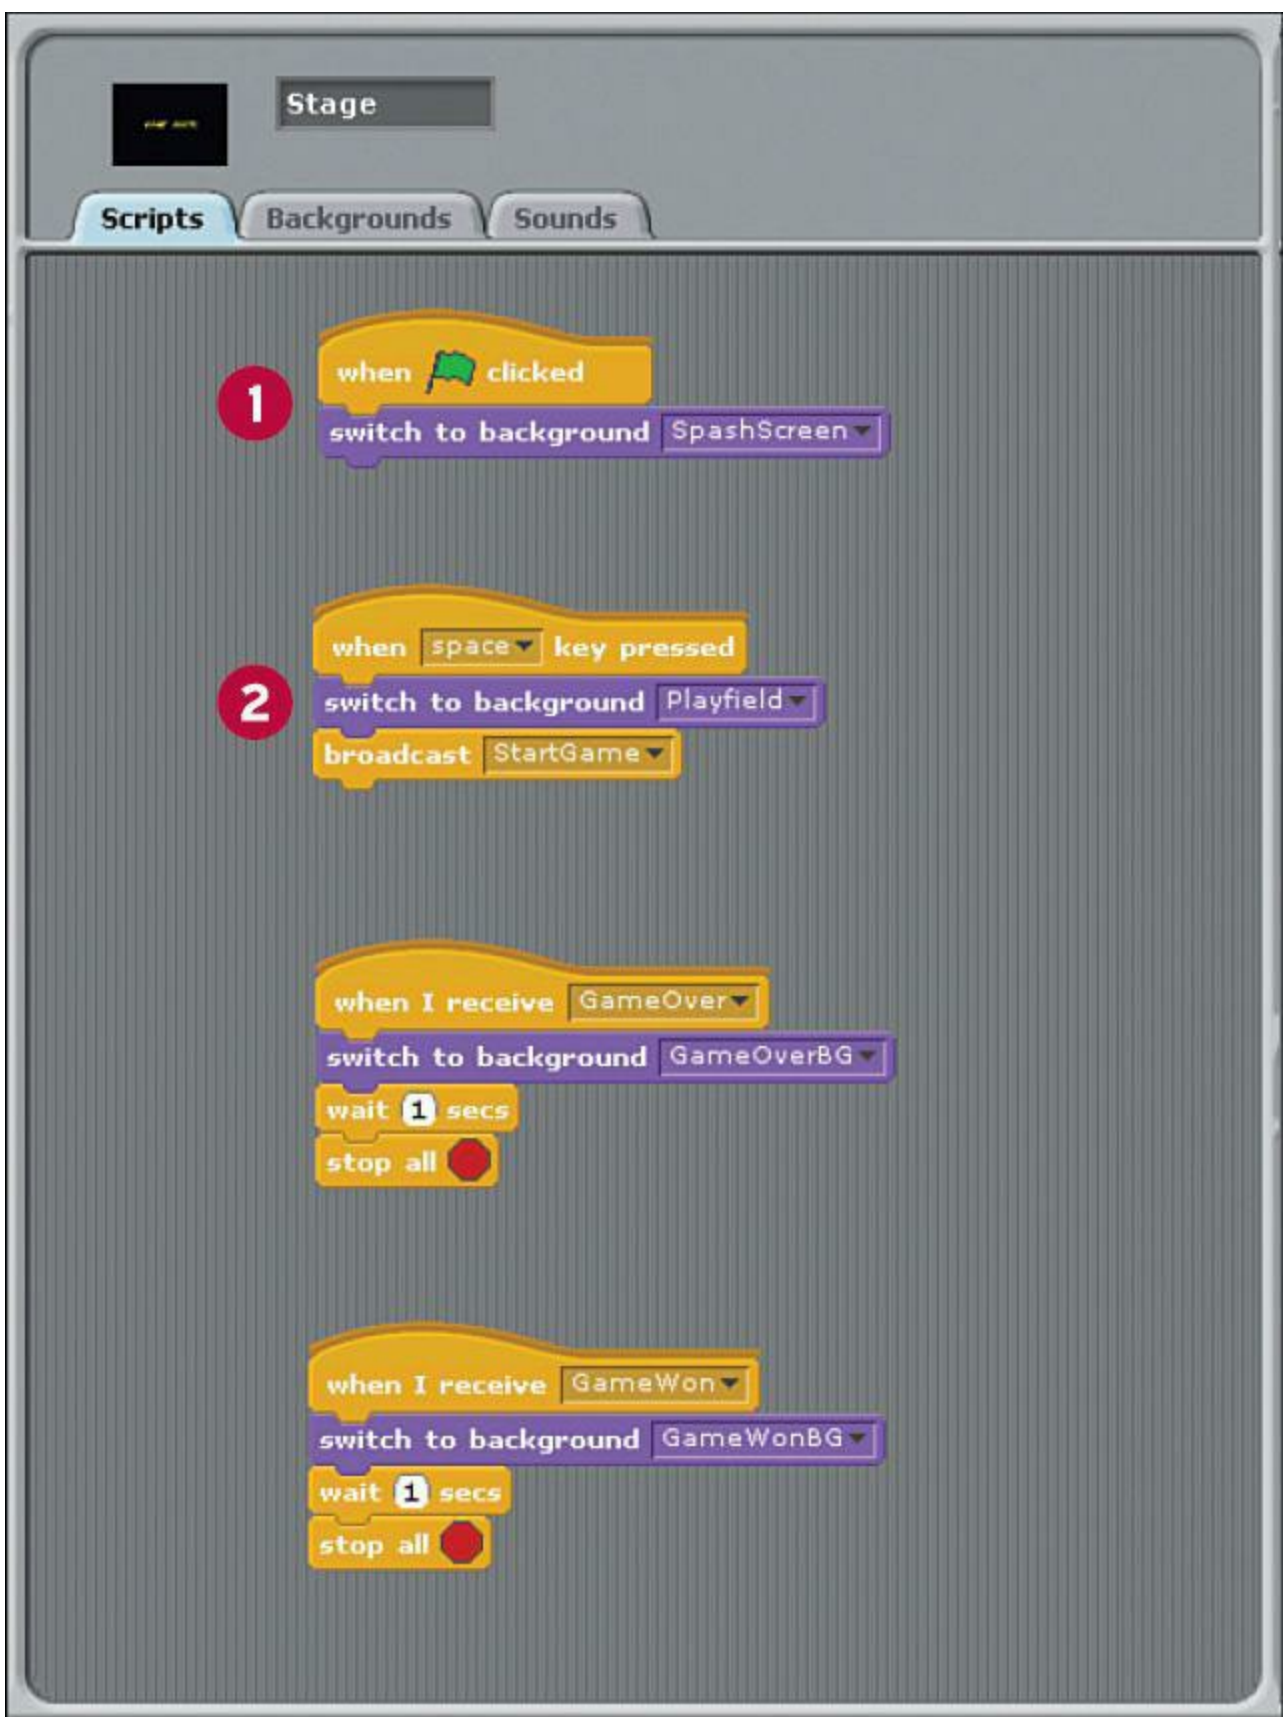 Stage
Scripts Backgrounds Sounds
1
when clicked
switch to background SpashScreen
2
when space key pressed
switch to background Playfield
broadcast StartGame
when I receive GameOver
switch to background GameOverBG
wait 1 secs
stop all
when I receive GameWon
switch to background GameWonBG
wait 1 secs
stop all